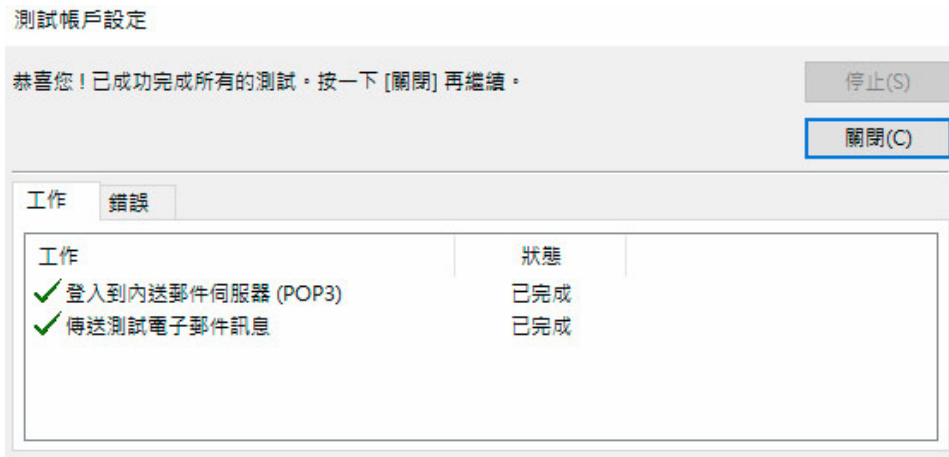 測試帳戶設定
恭喜您！已成功完成所有的測試。按一下 [關閉] 再繼續。
停止(S)
關閉(C)
工作 錯誤
工作 狀態
登入到內送郵件伺服器 (POP3) 已完成
傳送測試電子郵件訊息 已完成